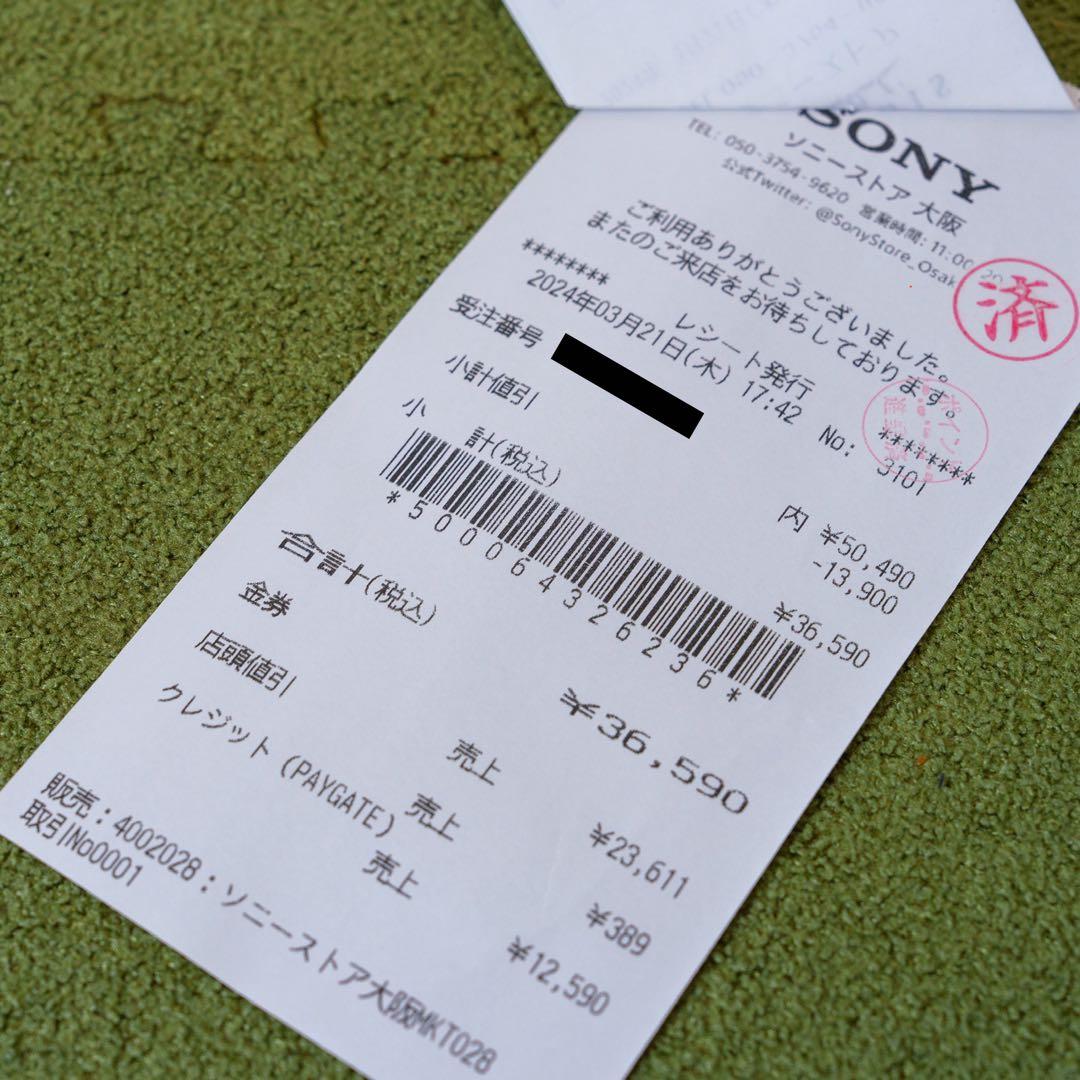 SONY
ソニーストア 大阪
TEL: 050-3754-9620 営業時間: 11:00
公式Twitter: @SonyStore_Osak
済
ご利用ありがとうございました。
またのご来店をお待ちしております。
レシート発行
********
********
2024年03月21日(木) 17:42 No: 3101
受注番号
内 ¥50,490
小計値引 -13,900
小 計(税込) ¥36,590
*5000643266236*
合計(税込) ¥36,590
金券 売上 ¥23,611
店頭値引 売上 ¥389
クレジット (PAYGATE) 売上 ¥12,590
販売:4002028:ソニーストア大阪MKT028
取引No0001